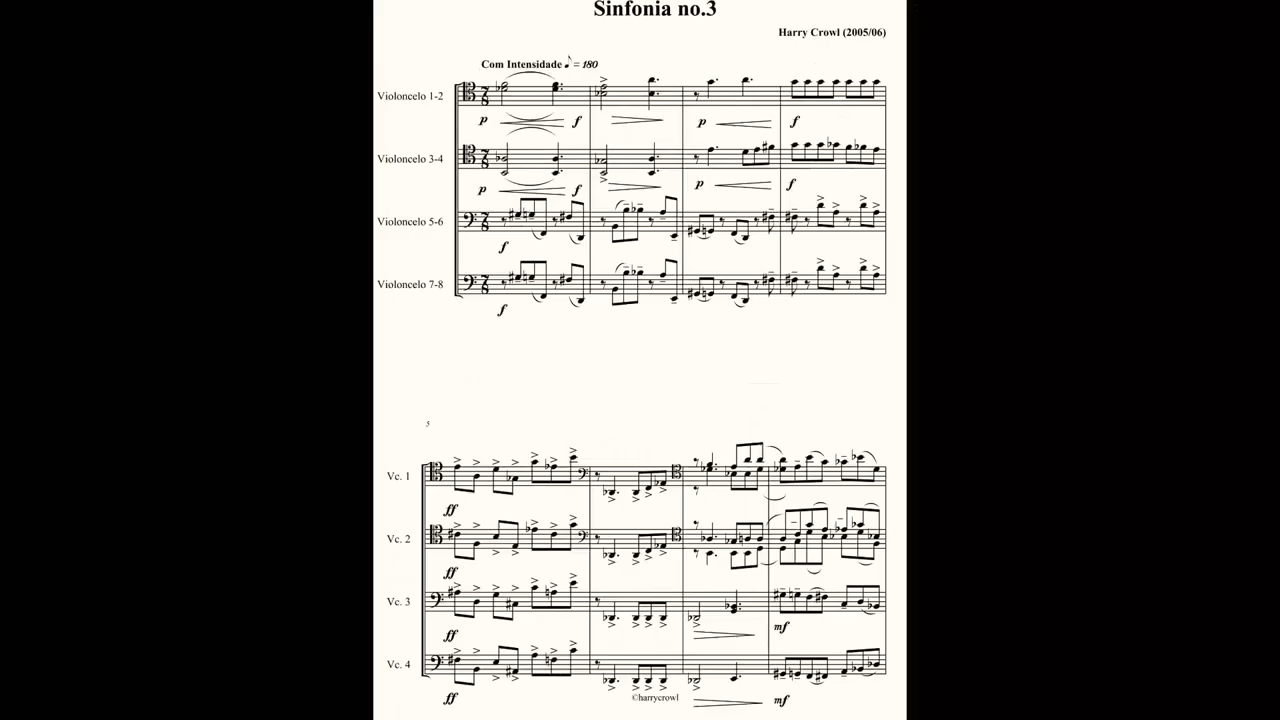 Sinfonia no.3
Harry Crowl (2005/06)
Com Intensidade ♪ = 180
Violoncelo 1-2
p f p f
Violoncelo 3-4
p f p f
Violoncelo 5-6
f
Violoncelo 7-8
f
5
Vc. 1
ff
Vc. 2
ff
Vc. 3
ff mf
Vc. 4
ff mf
©harrycrowl